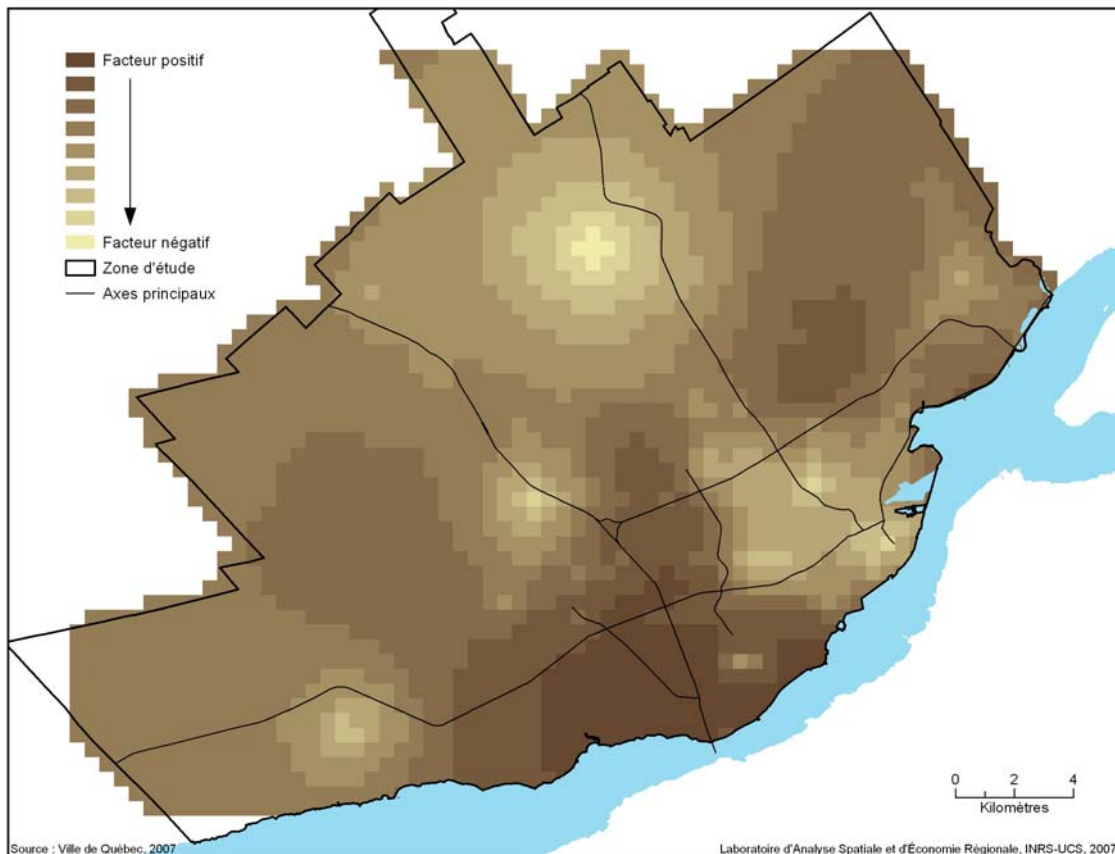 Facteur positif
Facteur négatif
Zone d'étude
Axes principaux
0 2 4
Kilomètres
Source : Ville de Québec, 2007
Laboratoire d'Analyse Spatiale et d'Économie Régionale, INRS-UCS, 2007